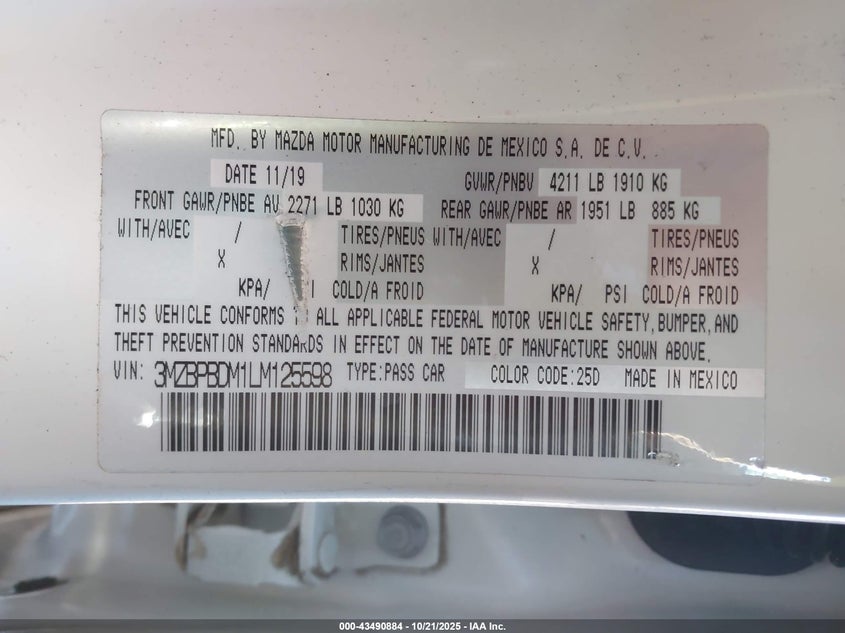 MFD. BY MAZDA MOTOR MANUFACTURING DE MEXICO S.A. DE C.V.
DATE 11/19 GVWR/PNBV 4211 LB 1910 KG
FRONT GAWR/PNBE AV 2271 LB 1030 KG REAR GAWR/PNBE AR 1951 LB 885 KG
WITH/AVEC / TIRES/PNEUS WITH/AVEC / TIRES/PNEUS
X RIMS/JANTES X RIMS/JANTES
KPA/ COLD/A FROID KPA/ PSI COLD/A FROID
THIS VEHICLE CONFORMS ALL APPLICABLE FEDERAL MOTOR VEHICLE SAFETY, BUMPER, AND
THEFT PREVENTION STANDARDS IN EFFECT ON THE DATE OF MANUFACTURE SHOWN ABOVE.
VIN: 3MZBPBDM1LM125598 TYPE:PASS CAR COLOR CODE:25D MADE IN MEXICO
000-43490884 - 10/21/2025 - IAA Inc.